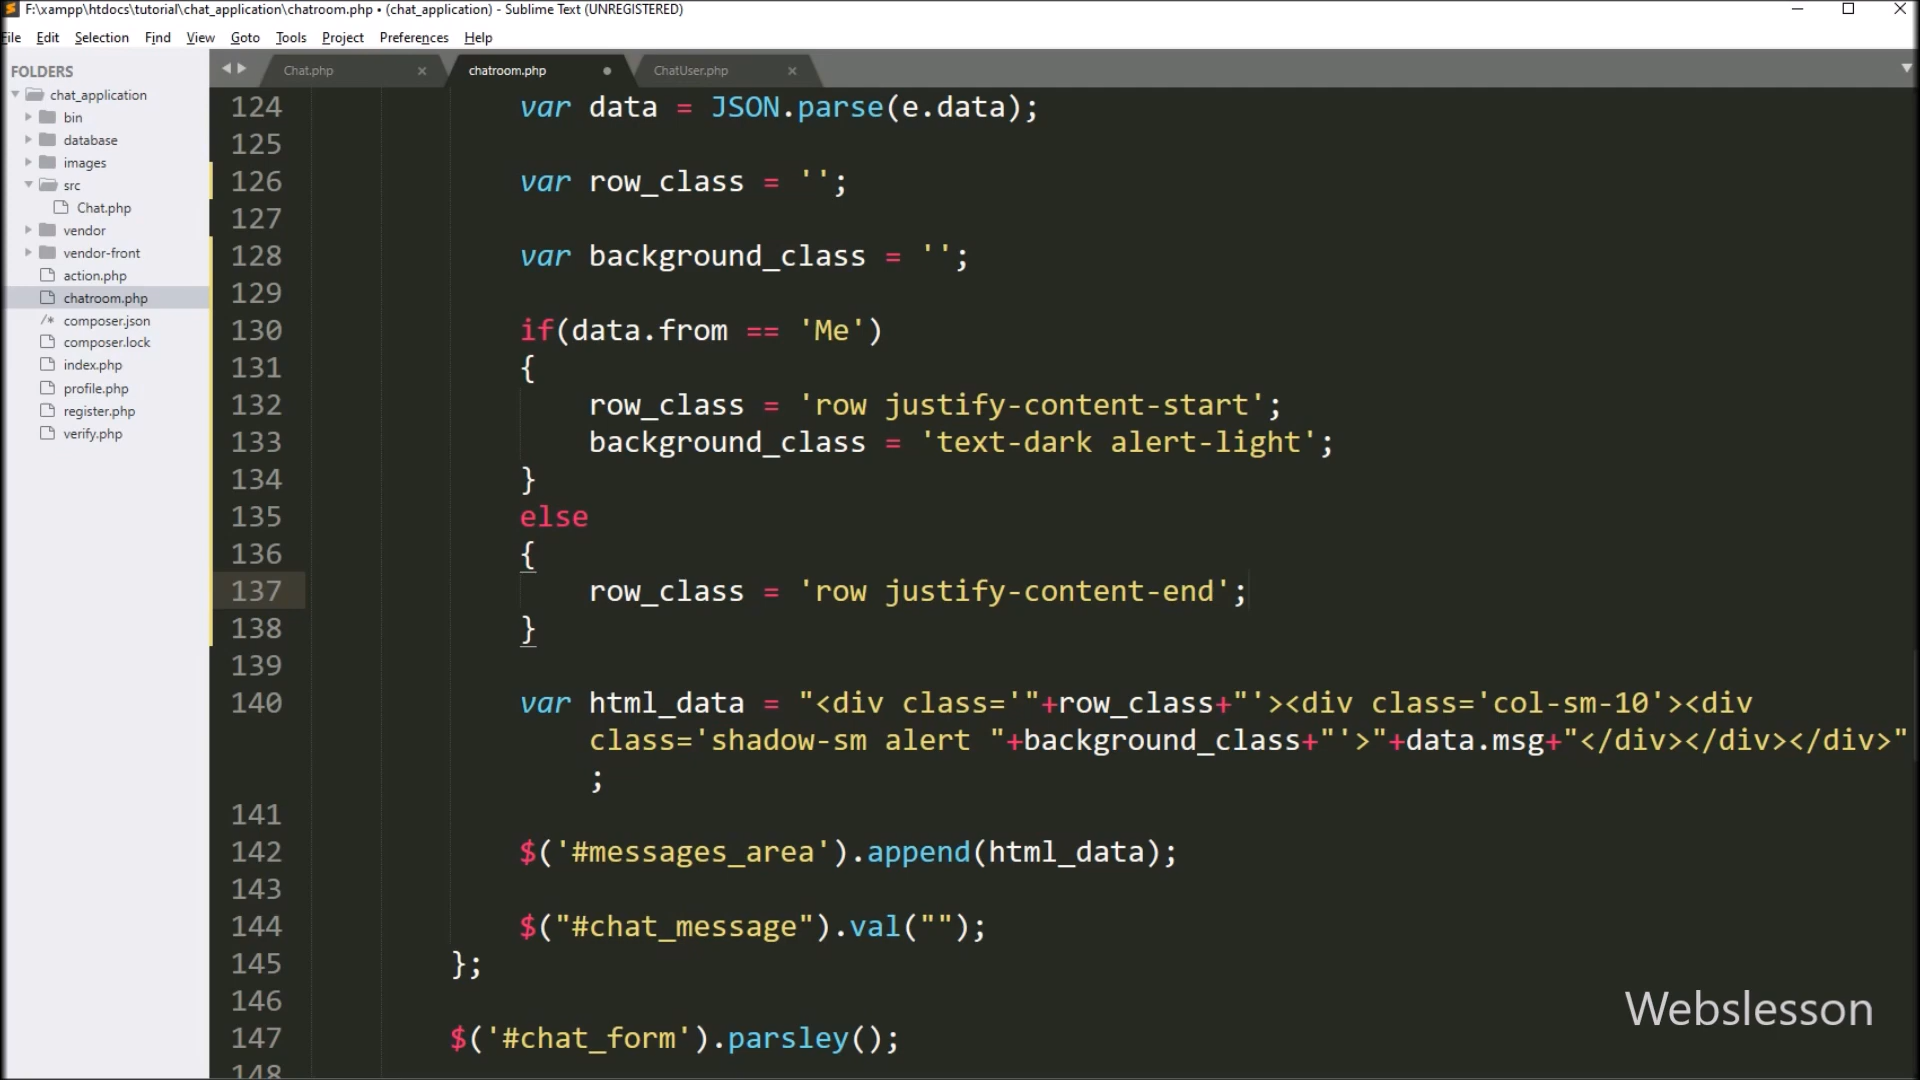 F:\xampp\htdocs\tutorial\chat_application\chatroom.php • (chat_application) - Sublime Text (UNREGISTERED)
File Edit Selection Find View Goto Tools Project Preferences Help
FOLDERS
chat_application
bin
database
images
src
Chat.php
vendor
vendor-front
action.php
chatroom.php
/* composer.json
composer.lock
index.php
profile.php
register.php
verify.php
Chat.php × chatroom.php • ChatUser.php ×
124 var data = JSON.parse(e.data);
125
126 var row_class = '';
127
128 var background_class = '';
129
130 if(data.from == 'Me')
131 {
132 row_class = 'row justify-content-start';
133 background_class = 'text-dark alert-light';
134 }
135 else
136 {
137 row_class = 'row justify-content-end';
138 }
139
140 var html_data = "<div class='"+row_class+"'><div class='col-sm-10'><div
class='shadow-sm alert "+background_class+"'>"+data.msg+"</div></div></div>"
;
141
142 $('#messages_area').append(html_data);
143
144 $("#chat_message").val("");
145 };
146
147 $('#chat_form').parsley();
148
Webslesson